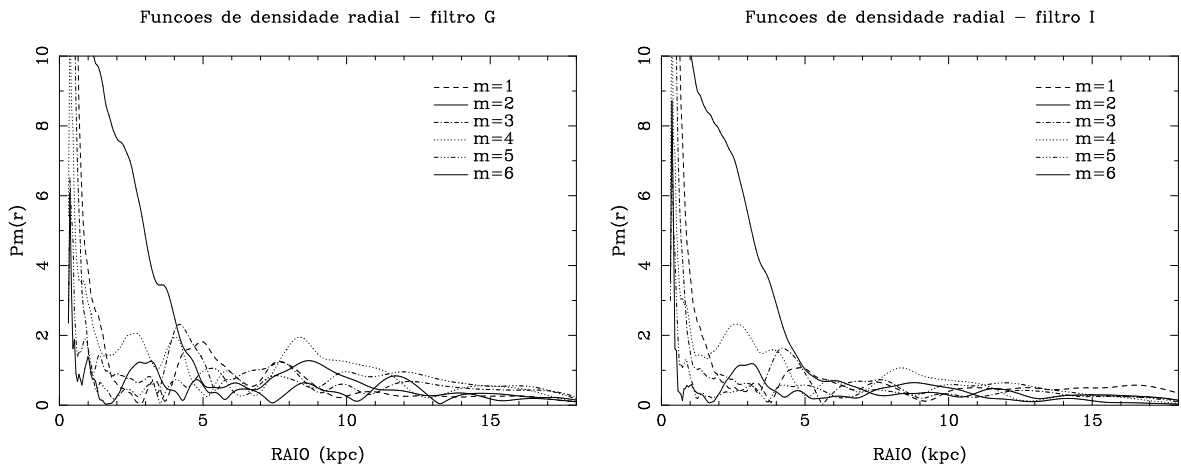 Funcoes de densidade radial − filtro G
10
8
6
4
2
0
Pm(r)
m=1
m=2
m=3
m=4
m=5
m=6
0 5 10 15
RAIO (kpc)
Funcoes de densidade radial − filtro I
10
8
6
4
2
0
Pm(r)
m=1
m=2
m=3
m=4
m=5
m=6
0 5 10 15
RAIO (kpc)